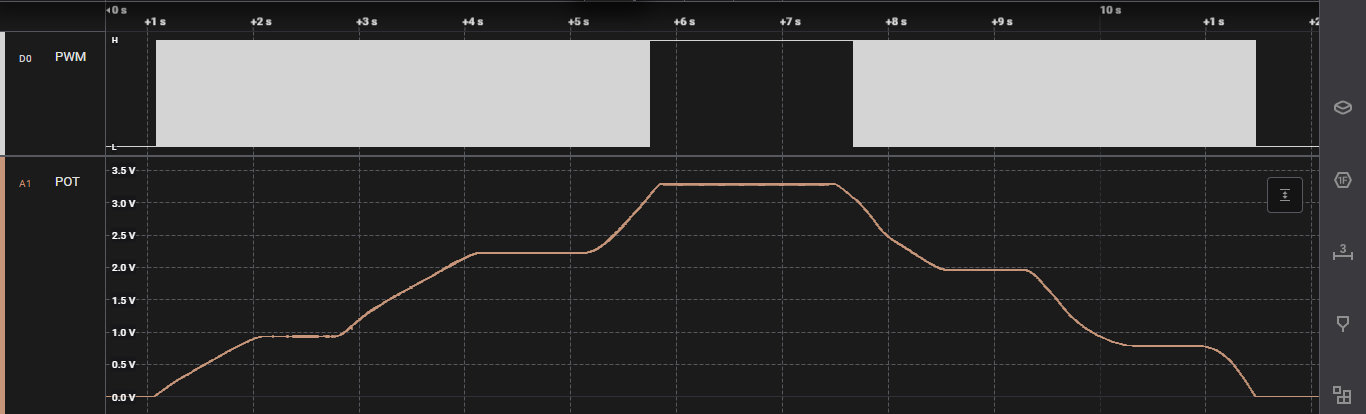 0 s
+1 s +2 s +3 s +4 s +5 s +6 s +7 s +8 s +9 s 10 s +1 s +2
D0 PWM
H
L
A1 POT
3.5 V
3.0 V
2.5 V
2.0 V
1.5 V
1.0 V
0.5 V
0.0 V
1F
3